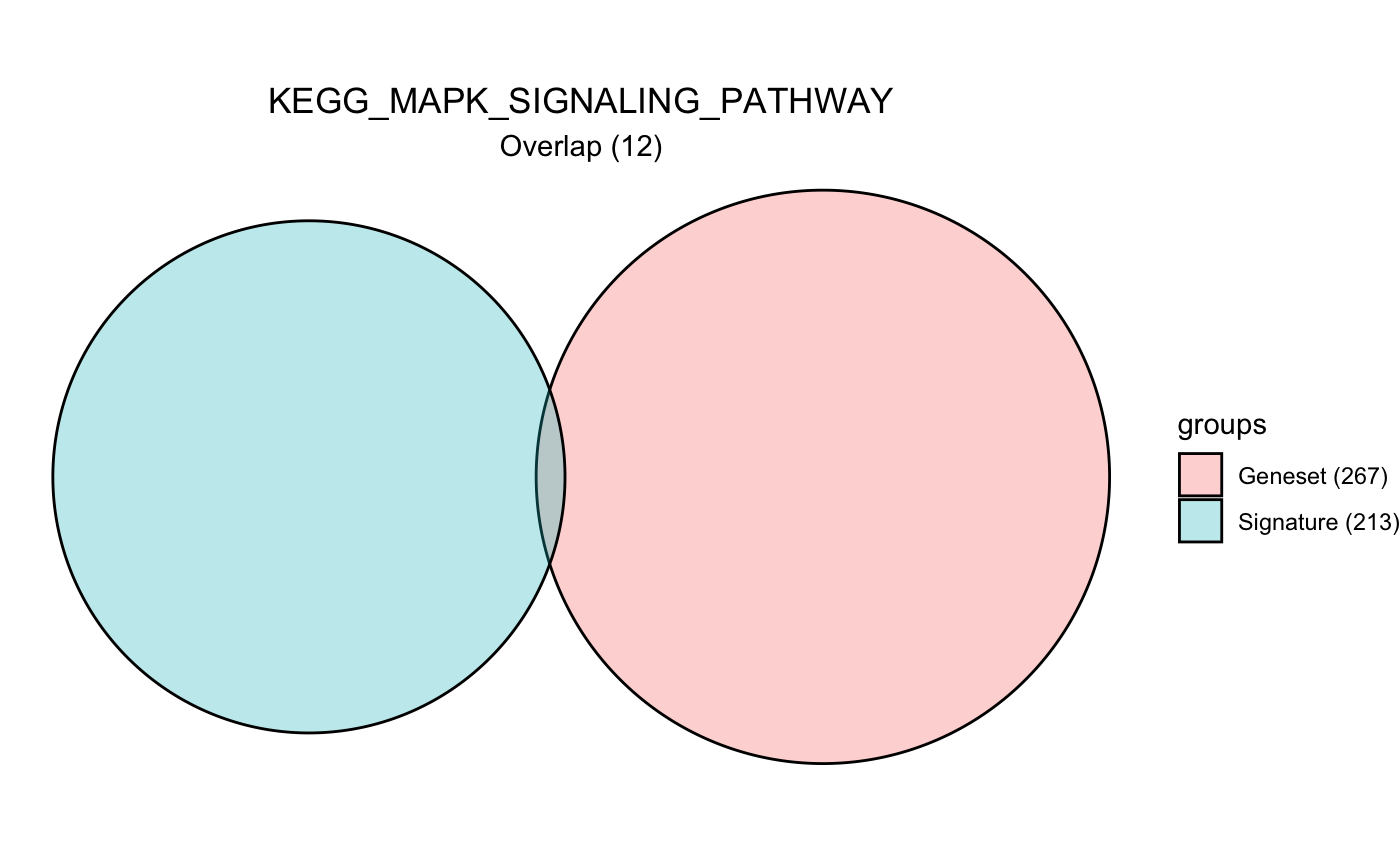 KEGG_MAPK_SIGNALING_PATHWAY
Overlap (12)
groups
Geneset (267)
Signature (213)